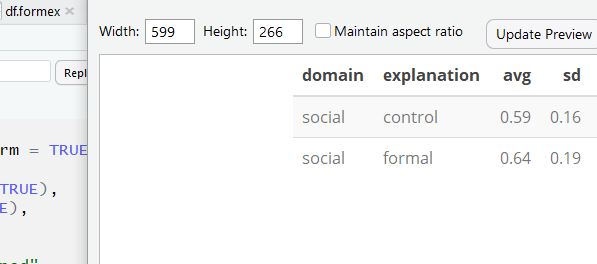 df.formex
Width: 599 Height: 266 Maintain aspect ratio Update Preview
Repl
domain explanation avg sd
social control 0.59 0.16
rm = TRUE
social formal 0.64 0.19
TRUE),
E),